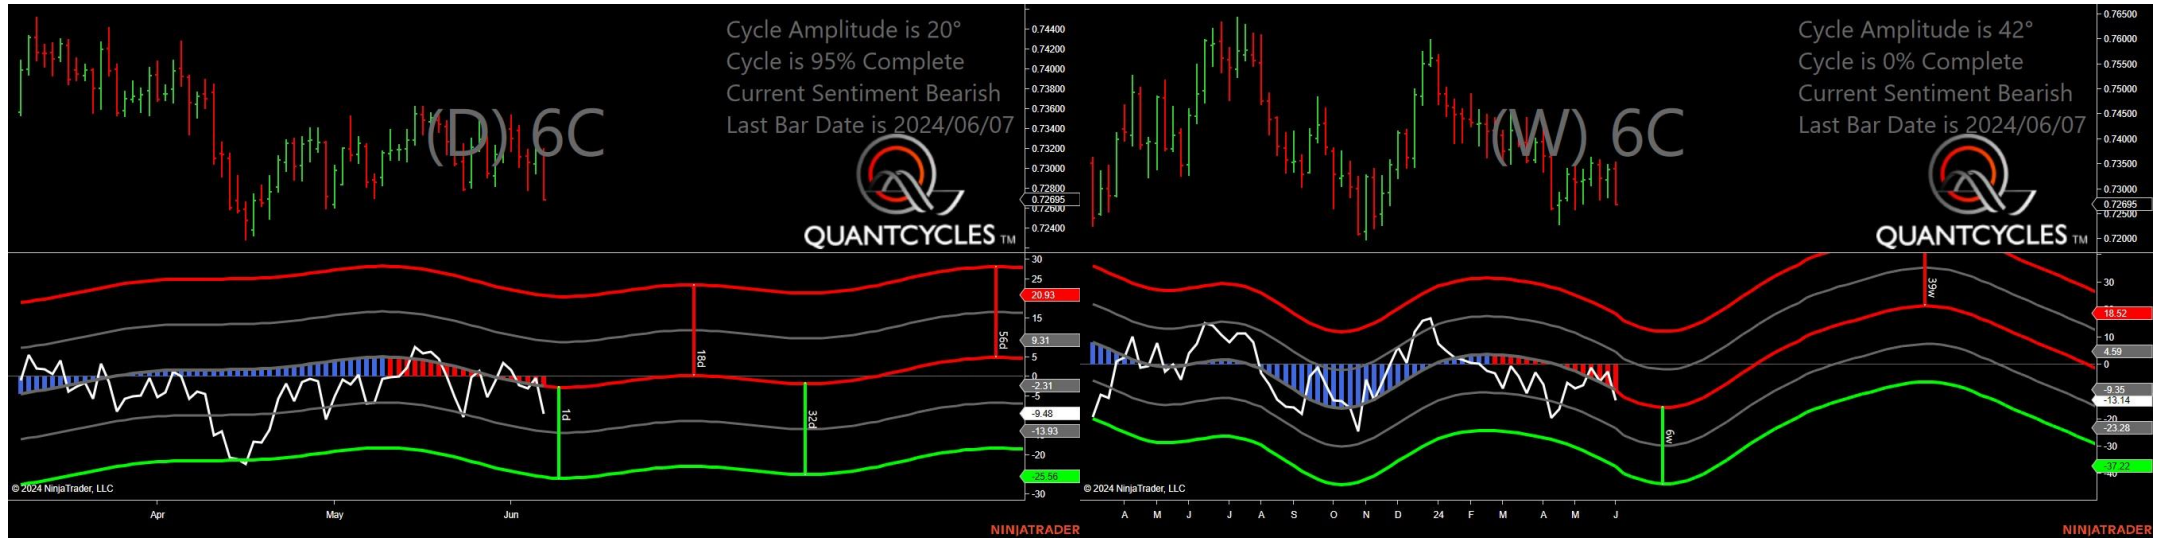 Cycle Amplitude is 20°
Cycle is 95% Complete
Current Sentiment Bearish
Last Bar Date is 2024/06/07
(D) 6C
QUANTCYCLES TM
0.74400
0.74000
0.73600
0.73400
0.73200
0.73000
0.72800
0.72695
0.72600
0.72400
30
25
20.93
15
9.31
5
0
-2.31
-5
-9.48
-13.93
-20
-25.56
-30
1d
18d
32d
56d
© 2024 NinjaTrader, LLC
Apr May Jun
NINJATRADER
Cycle Amplitude is 42°
Cycle is 0% Complete
Current Sentiment Bearish
Last Bar Date is 2024/06/07
(W) 6C
QUANTCYCLES TM
0.76500
0.76000
0.75500
0.75000
0.74500
0.74000
0.73500
0.73000
0.72695
0.72500
0.72000
30
18.52
10
4.59
0
-9.35
-13.14
-20
-23.28
-30
-37.22
6w
39w
© 2024 NinjaTrader, LLC
A M J J A S O N D 24 F M A M J
NINJATRADER